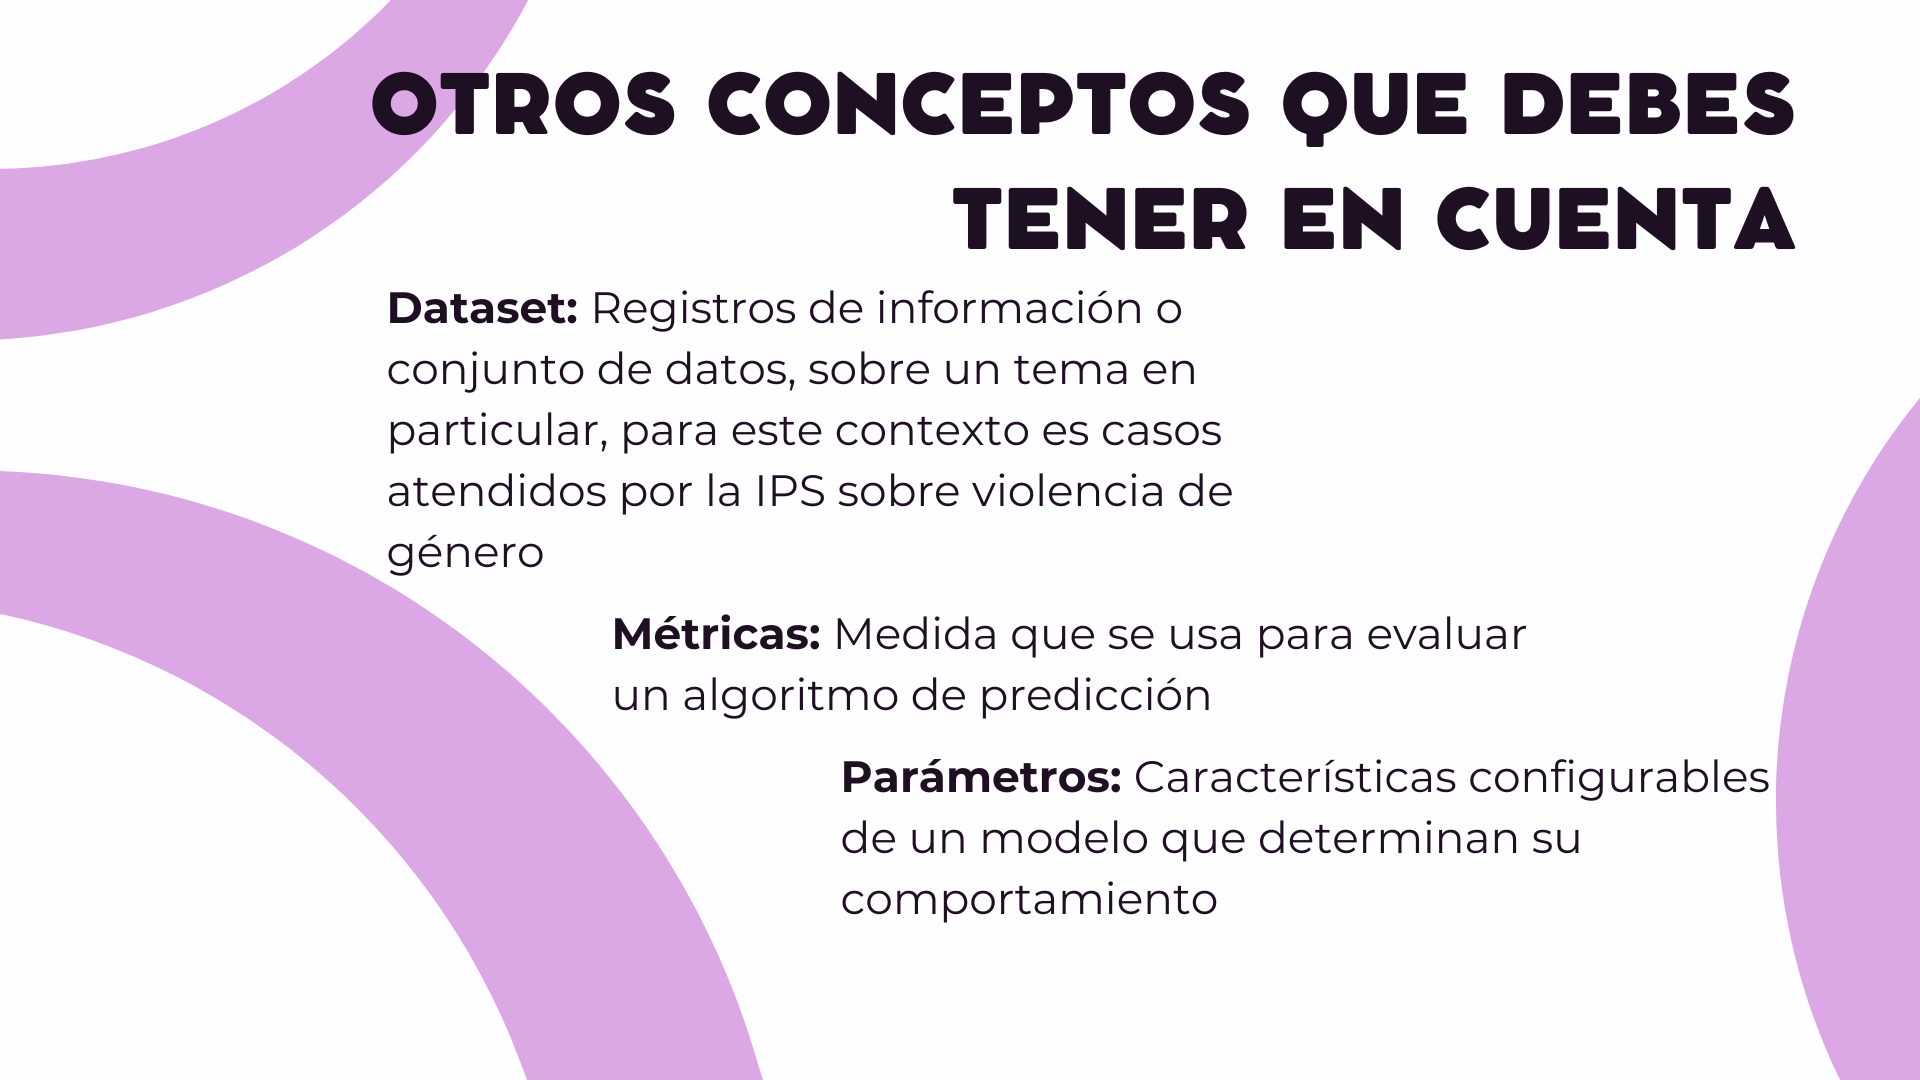 OTROS CONCEPTOS QUE DEBES
TENER EN CUENTA
Dataset: Registros de información o
conjunto de datos, sobre un tema en
particular, para este contexto es casos
atendidos por la IPS sobre violencia de
género
Métricas: Medida que se usa para evaluar
un algoritmo de predicción
Parámetros: Características configurables
de un modelo que determinan su
comportamiento